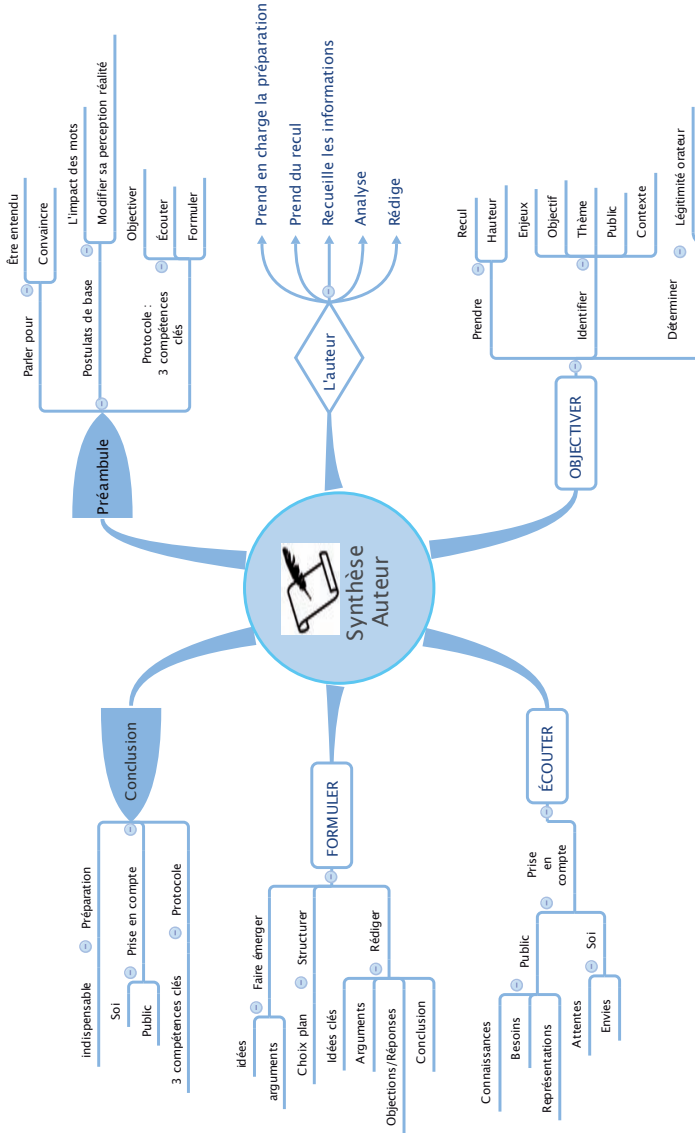 Synthèse
Auteur
Préambule
Parler pour
Être entendu
Convaincre
Postulats de base
L'impact des mots
Modifier sa perception réalité
Protocole :
3 compétences
clés
Objectiver
Écouter
Formuler
L'auteur
Prend en charge la préparation
Prend du recul
Recueille les informations
Analyse
Rédige
OBJECTIVER
Prendre
Recul
Hauteur
Identifier
Enjeux
Objectif
Thème
Public
Contexte
Déterminer
Légitimité orateur
ÉCOUTER
Prise
en
compte
Public
Connaissances
Besoins
Représentations
Soi
Attentes
Envies
FORMULER
Faire émerger
idées
arguments
Structurer
Choix plan
Rédiger
Idées clés
Arguments
Objections/Réponses
Conclusion
Conclusion
Préparation
indispensable
Prise en compte
Soi
Public
Protocole
3 compétences clés